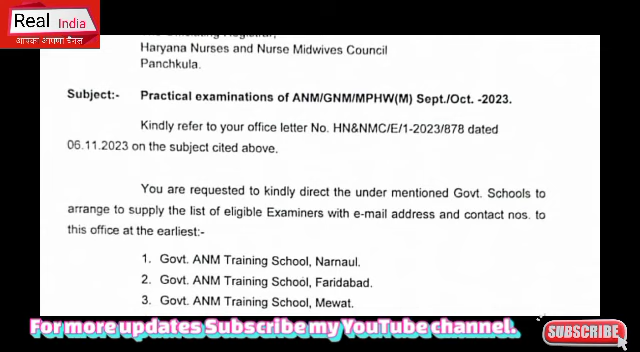 Real India
आपका आपणा चैनल
Haryana Nurses and Nurse Midwives Council
Panchkula.
Subject:- Practical examinations of ANM/GNM/MPHW(M) Sept./Oct. -2023.
Kindly refer to your office letter No. HN&NMC/E/1-2023/878 dated
06.11.2023 on the subject cited above.
You are requested to kindly direct the under mentioned Govt. Schools to
arrange to supply the list of eligible Examiners with e-mail address and contact nos. to
this office at the earliest:-
1. Govt. ANM Training School, Narnaul.
2. Govt. ANM Training School, Faridabad.
3. Govt. ANM Training School, Mewat.
For more updates Subscribe my YouTube channel.
SUBSCRIBE